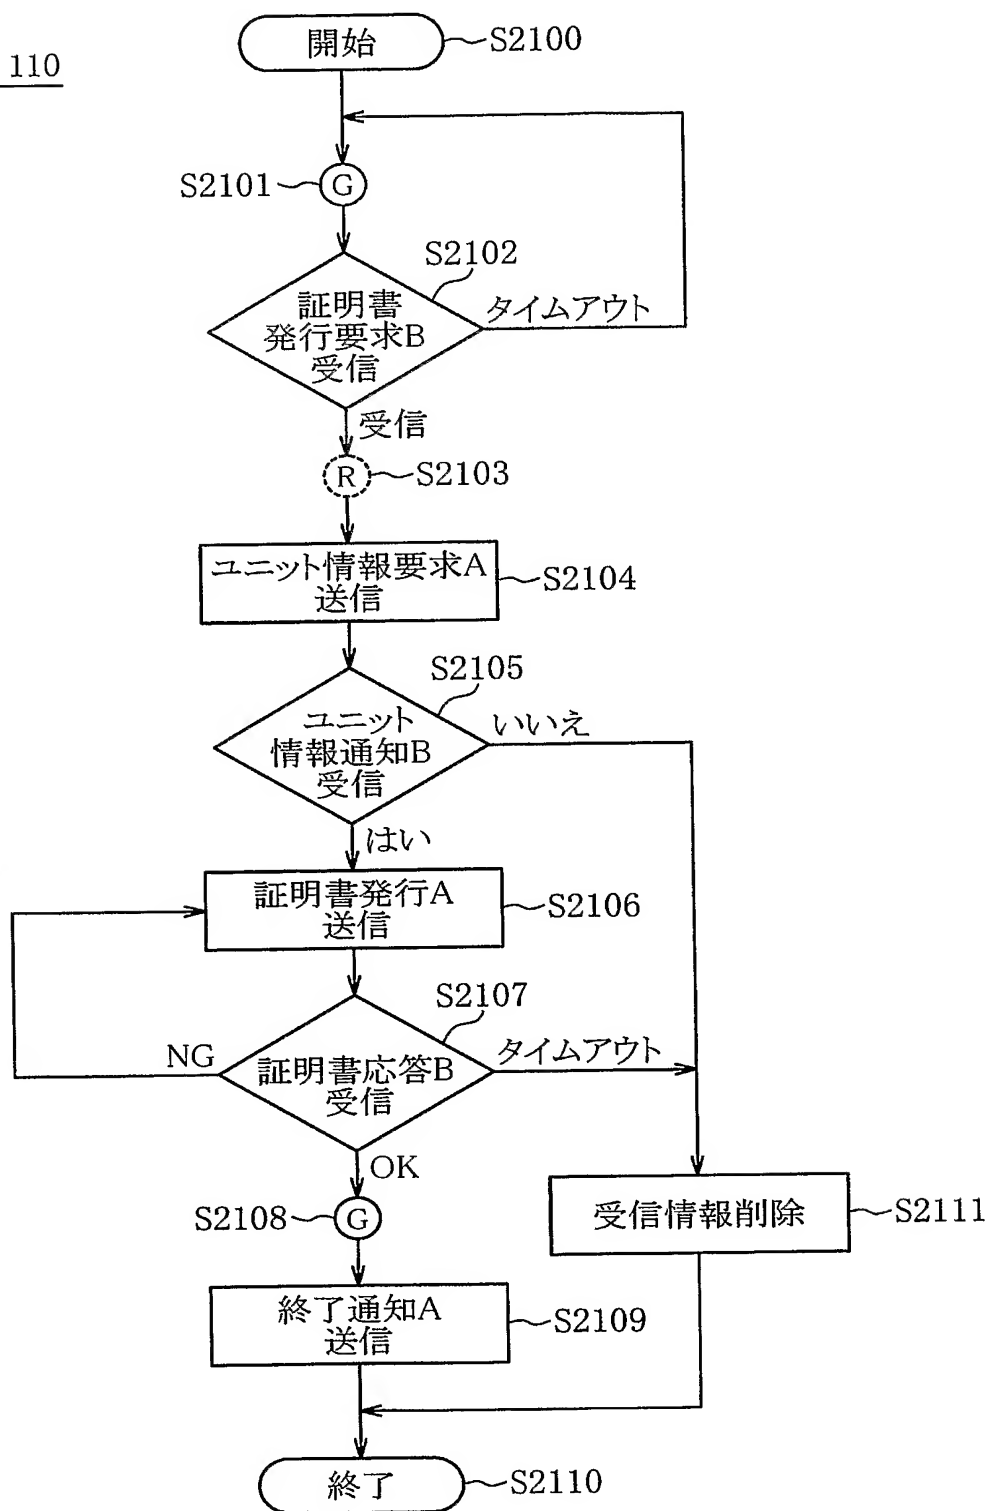 開始
S2100
110
S2101
G
S2102
証明書
発行要求B
受信
タイムアウト
受信
R
S2103
ユニット情報要求A
送信
S2104
S2105
ユニット
情報通知B
受信
いいえ
はい
証明書発行A
送信
S2106
S2107
証明書応答B
受信
NG
タイムアウト
OK
S2108
G
受信情報削除
S2111
終了通知A
送信
S2109
終了
S2110